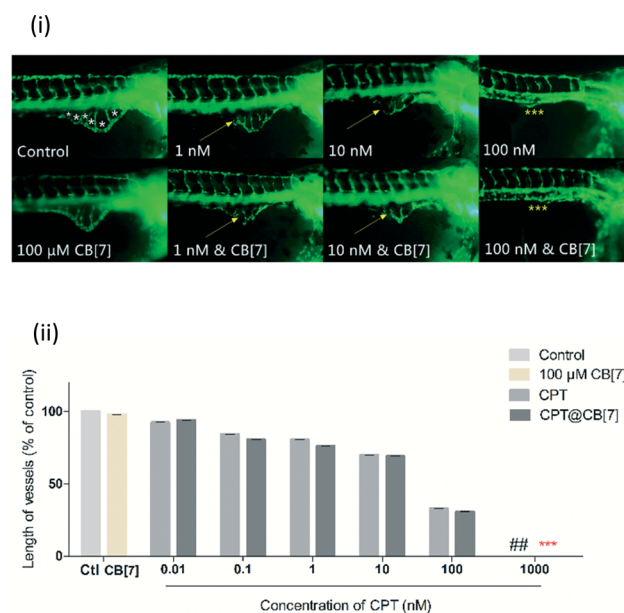 (i)
* * * * * *
Control
1 nM
10 nM
***
100 nM
100 µM CB[7]
1 nM & CB[7]
10 nM & CB[7]
***
100 nM & CB[7]
(ii)
Control
100 µM CB[7]
CPT
CPT@CB[7]
Length of vessels (% of control)
100
50
0
## ***
Ctl CB[7] 0.01 0.1 1 10 100 1000
Concentration of CPT (nM)